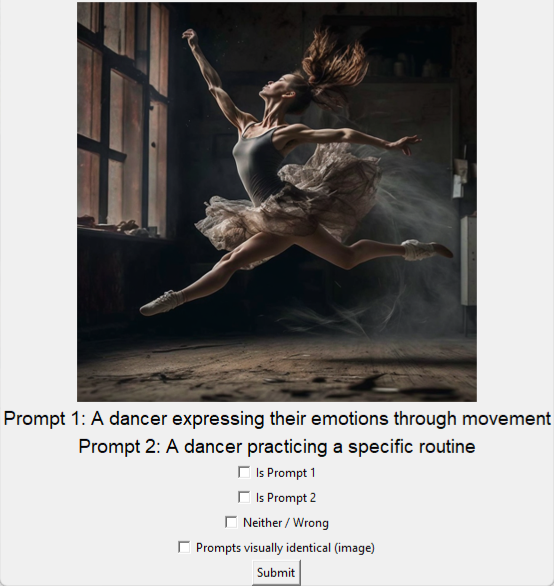 Prompt 1: A dancer expressing their emotions through movement
Prompt 2: A dancer practicing a specific routine
Is Prompt 1
Is Prompt 2
Neither / Wrong
Prompts visually identical (image)
Submit